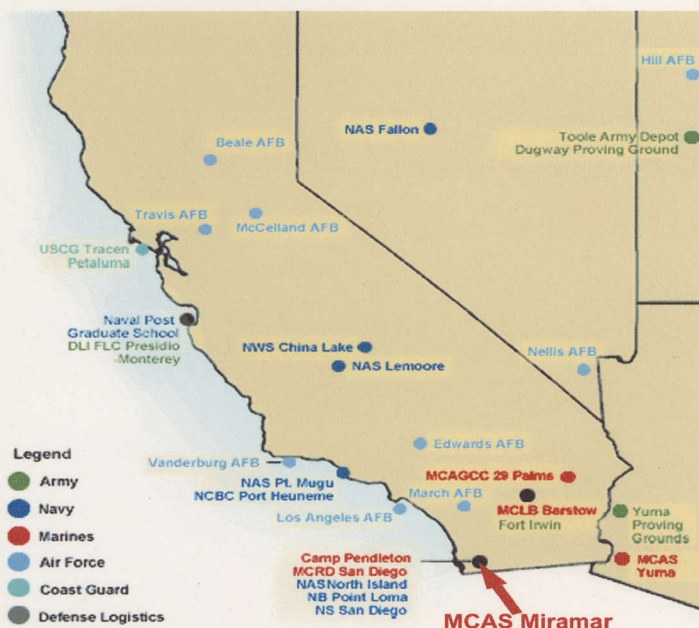 Hill AFB
NAS Fallon
Toole Army Depot
Dugway Proving Ground
Beale AFB
Travis AFB
McCelland AFB
USCG Tracen
Petaluma
Naval Post
Graduate School
DLI FLC Presidio
-Monterey
NWS China Lake
NAS Lemoore
Nellis AFB
Vanderburg AFB
Edwards AFB
NAS Pt. Mugu
NCBC Port Heuneme
MCAGCC 29 Palms
March AFB
MCLB Barstow
Fort Irwin
Los Angeles AFB
Yuma
Proving
Grounds
Camp Pendleton
MCRD San Diego
NASNorth Island
NB Point Loma
NS San Diego
MCAS
Yuma
MCAS Miramar
Legend
Army
Navy
Marines
Air Force
Coast Guard
Defense Logistics